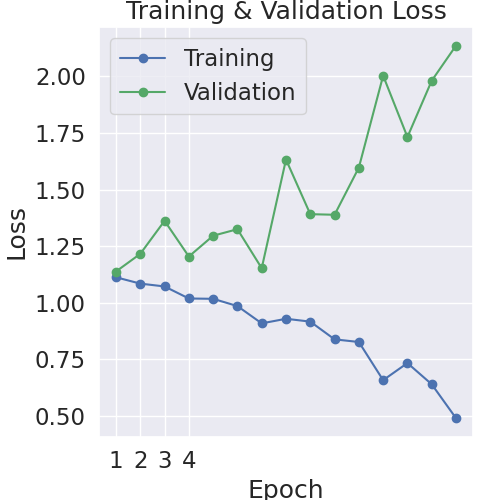 Training & Validation Loss
Training
Validation
2.00
1.75
1.50
1.25
1.00
0.75
0.50
Loss
1 2 3 4
Epoch